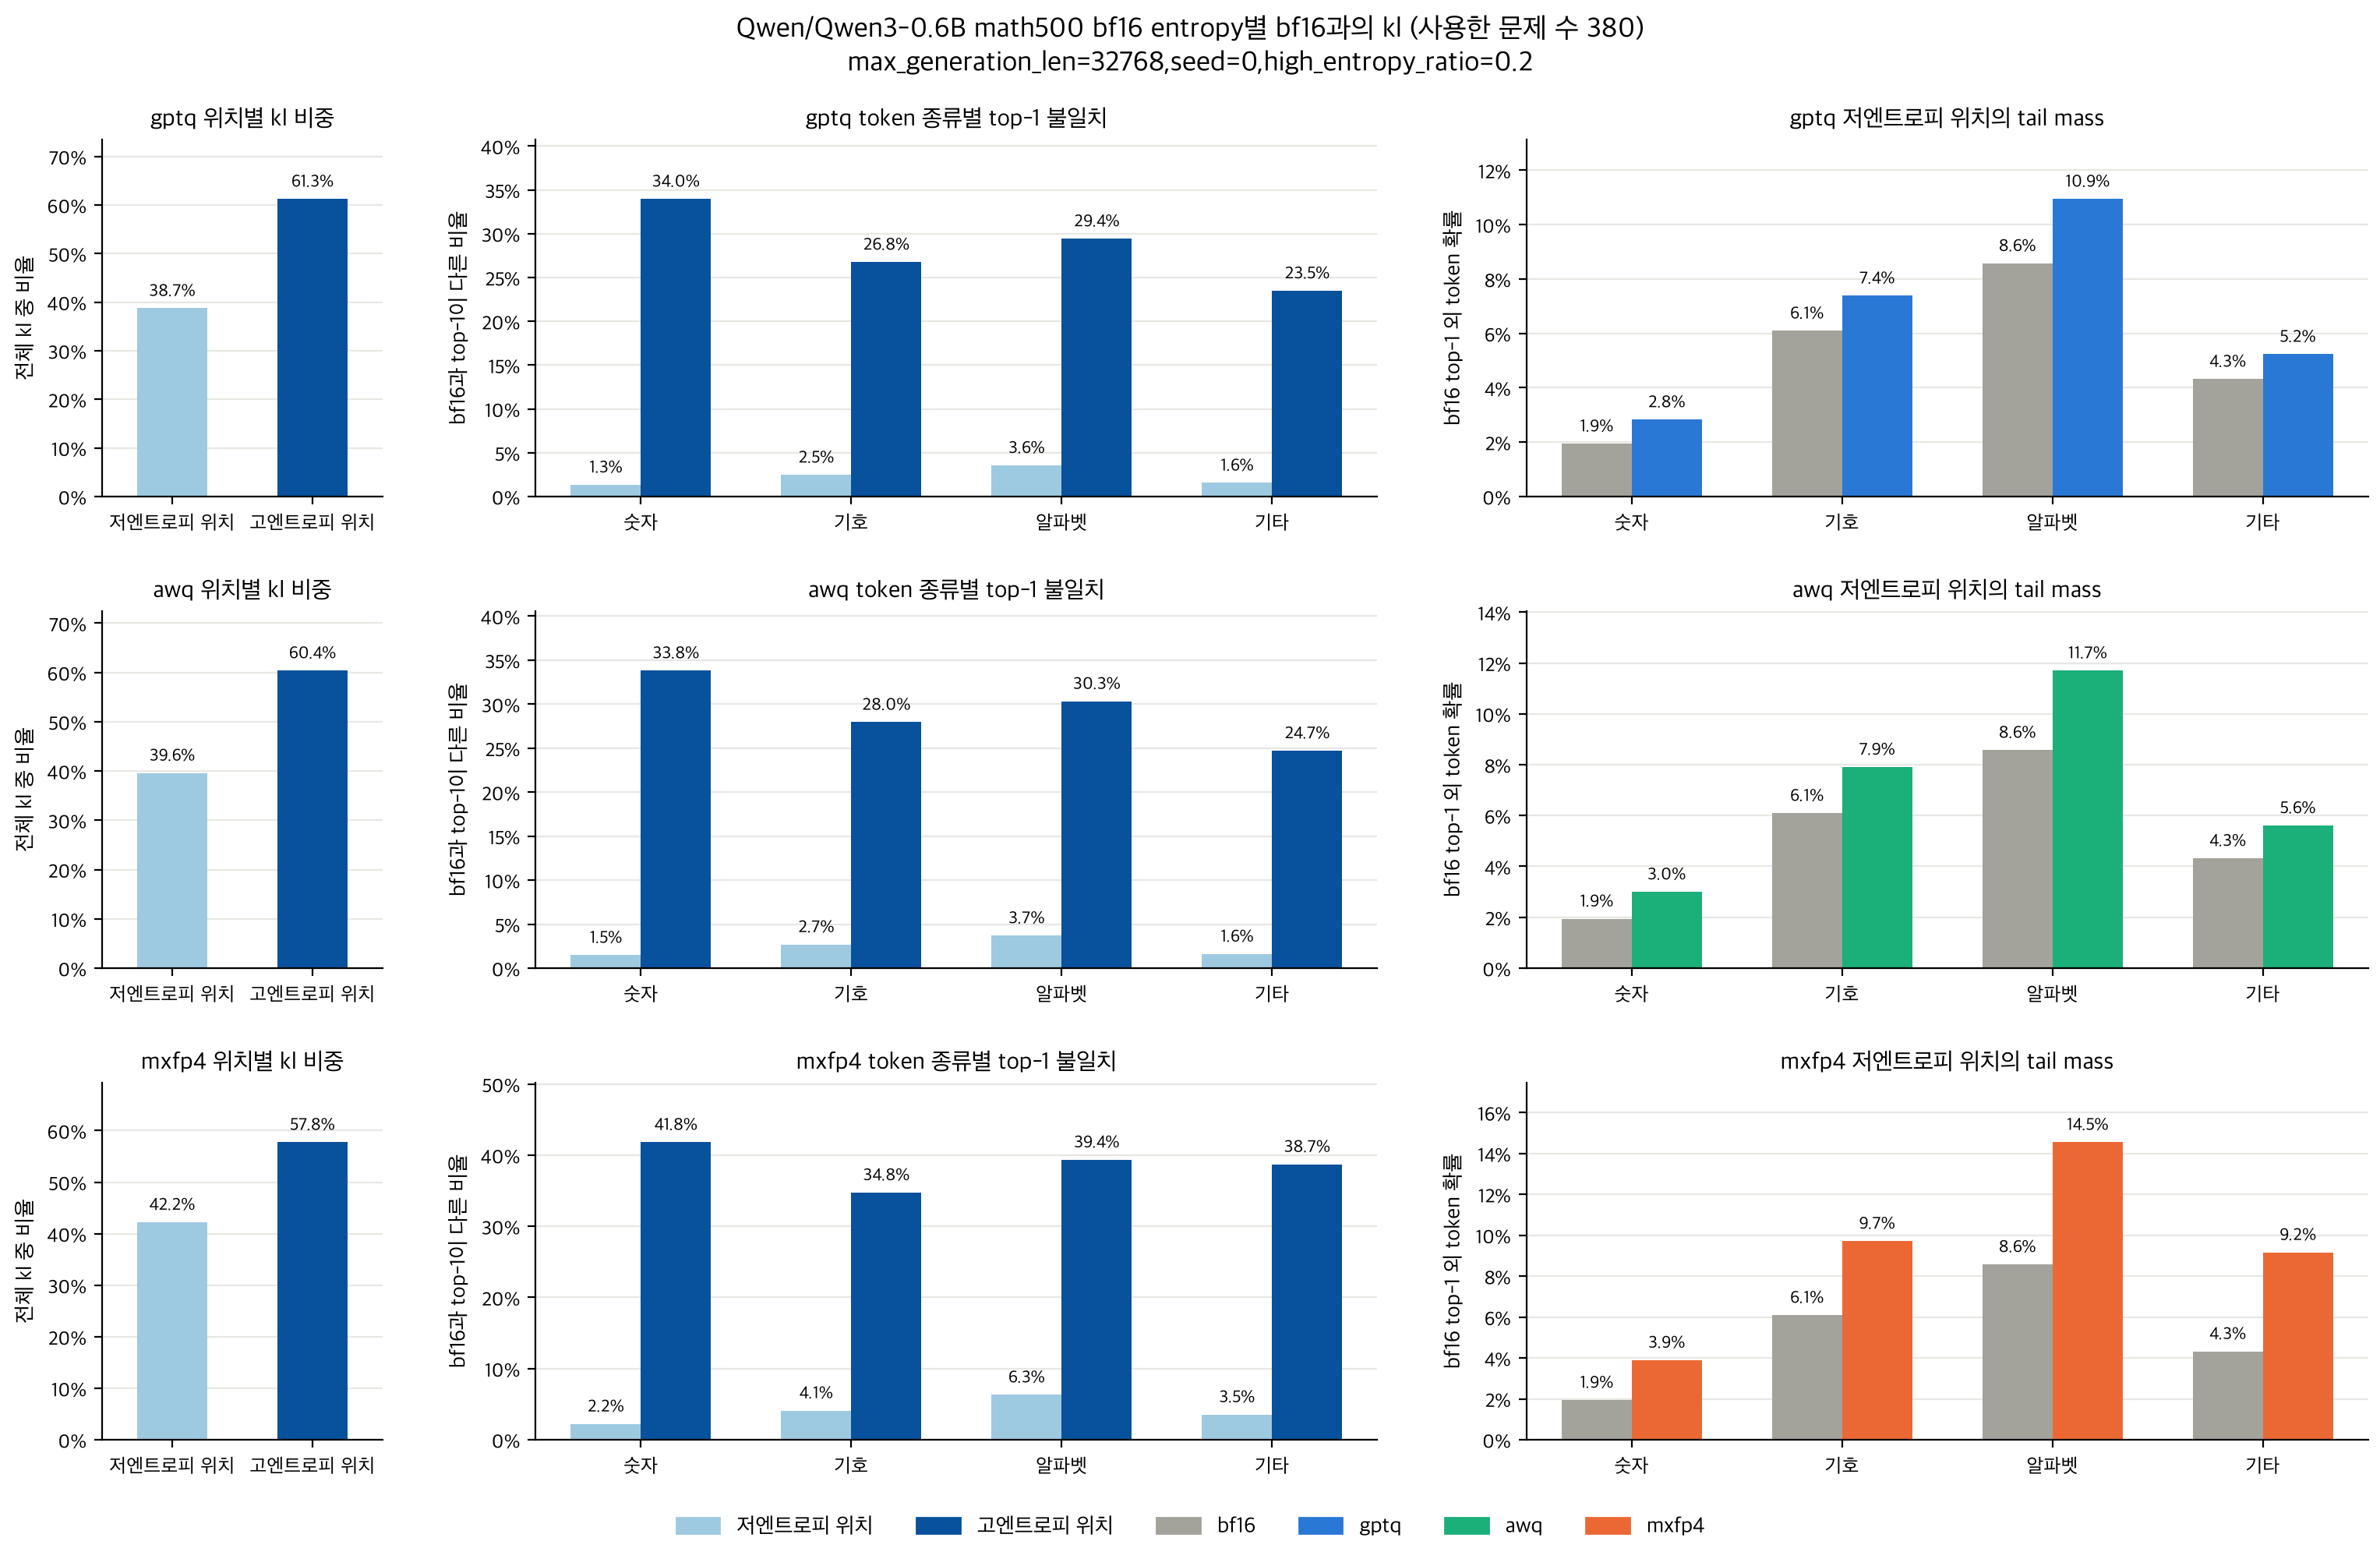 Qwen/Qwen3-0.6B math500 bf16 entropy별 bf16과의 kl (사용한 문제 수 380)
max_generation_len=32768,seed=0,high_entropy_ratio=0.2
gptq 위치별 kl 비중
전체 kl 중 비율
70%
60%
50%
40%
30%
20%
10%
0%
38.7%
61.3%
저엔트로피 위치
고엔트로피 위치
gptq token 종류별 top-1 불일치
bf16과 top-1이 다른 비율
40%
35%
30%
25%
20%
15%
10%
5%
0%
1.3%
34.0%
2.5%
26.8%
3.6%
29.4%
1.6%
23.5%
숫자
기호
알파벳
기타
gptq 저엔트로피 위치의 tail mass
bf16 top-1 외 token 확률
12%
10%
8%
6%
4%
2%
0%
1.9%
2.8%
6.1%
7.4%
8.6%
10.9%
4.3%
5.2%
숫자
기호
알파벳
기타
awq 위치별 kl 비중
전체 kl 중 비율
70%
60%
50%
40%
30%
20%
10%
0%
39.6%
60.4%
저엔트로피 위치
고엔트로피 위치
awq token 종류별 top-1 불일치
bf16과 top-1이 다른 비율
40%
35%
30%
25%
20%
15%
10%
5%
0%
1.5%
33.8%
2.7%
28.0%
3.7%
30.3%
1.6%
24.7%
숫자
기호
알파벳
기타
awq 저엔트로피 위치의 tail mass
bf16 top-1 외 token 확률
14%
12%
10%
8%
6%
4%
2%
0%
1.9%
3.0%
6.1%
7.9%
8.6%
11.7%
4.3%
5.6%
숫자
기호
알파벳
기타
mxfp4 위치별 kl 비중
전체 kl 중 비율
60%
50%
40%
30%
20%
10%
0%
42.2%
57.8%
저엔트로피 위치
고엔트로피 위치
mxfp4 token 종류별 top-1 불일치
bf16과 top-1이 다른 비율
50%
40%
30%
20%
10%
0%
2.2%
41.8%
4.1%
34.8%
6.3%
39.4%
3.5%
38.7%
숫자
기호
알파벳
기타
mxfp4 저엔트로피 위치의 tail mass
bf16 top-1 외 token 확률
16%
14%
12%
10%
8%
6%
4%
2%
0%
1.9%
3.9%
6.1%
9.7%
8.6%
14.5%
4.3%
9.2%
숫자
기호
알파벳
기타
저엔트로피 위치
고엔트로피 위치
bf16
gptq
awq
mxfp4